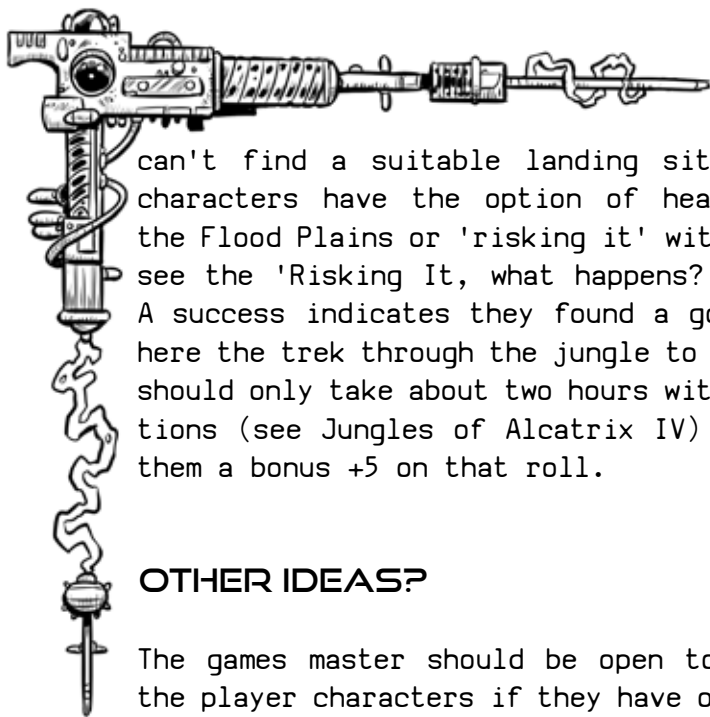 can't find a suitable landing sit
characters have the option of hea
the Flood Plains or 'risking it' wit
see the 'Risking It, what happens?
A success indicates they found a go
here the trek through the jungle to
should only take about two hours wit
tions (see Jungles of Alcatrix IV)
them a bonus +5 on that roll.
OTHER IDEAS?
The games master should be open to
the player characters if they have o